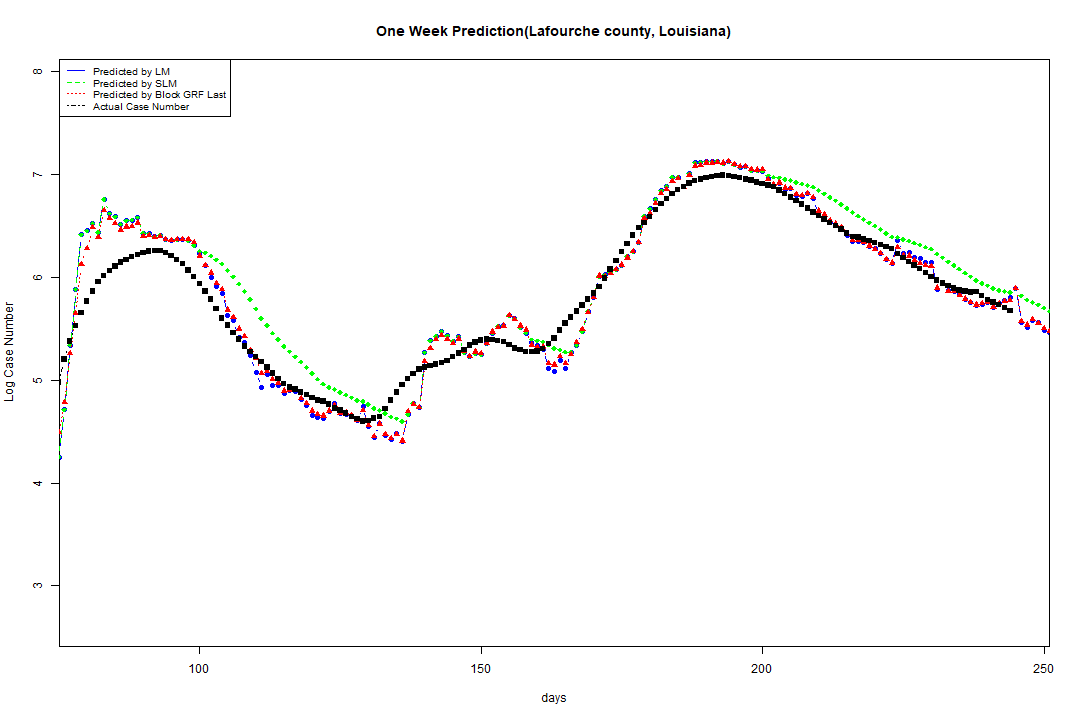 One Week Prediction(Lafourche county, Louisiana)
Predicted by LM
Predicted by SLM
Predicted by Block GRF Last
Actual Case Number
8
7
6
5
4
3
Log Case Number
100
150
200
250
days